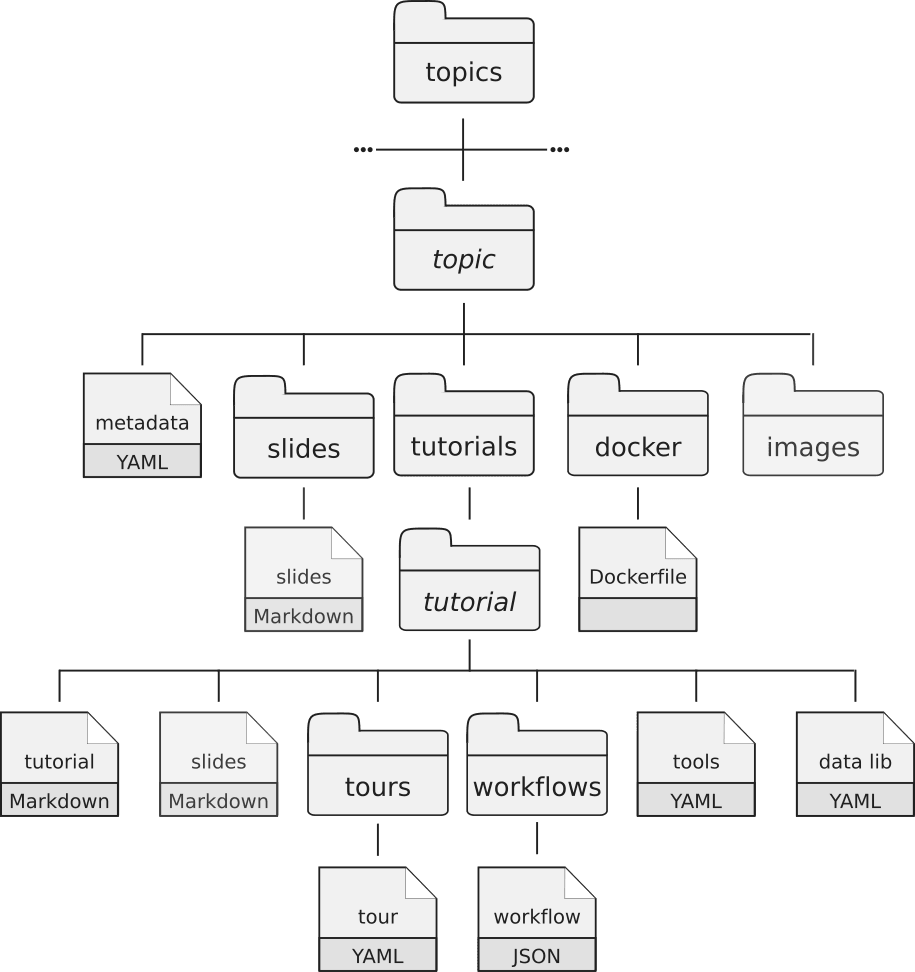 topics
••• •••
topic
metadata
YAML
slides
tutorials
docker
images
slides
Markdown
tutorial
Dockerfile
tutorial
Markdown
slides
Markdown
tours
workflows
tools
YAML
data lib
YAML
tour
YAML
workflow
JSON